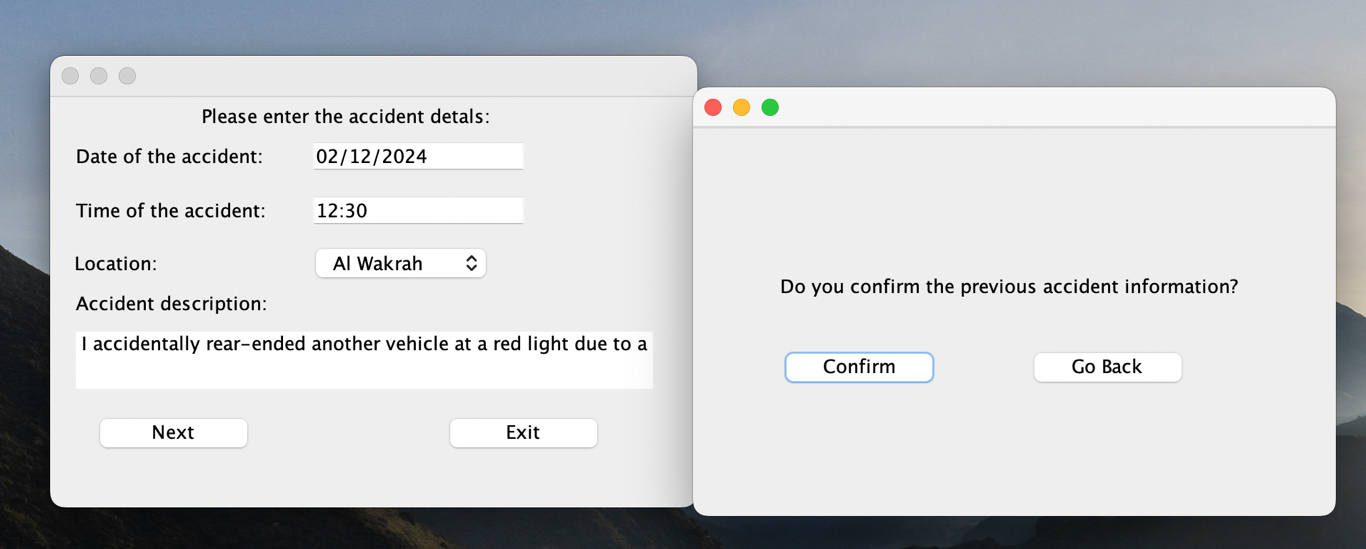 Please enter the accident detals:
Date of the accident: 02/12/2024
Time of the accident: 12:30
Location: Al Wakrah
Accident description:
I accidentally rear-ended another vehicle at a red light due to a
Next Exit
Do you confirm the previous accident information?
Confirm Go Back